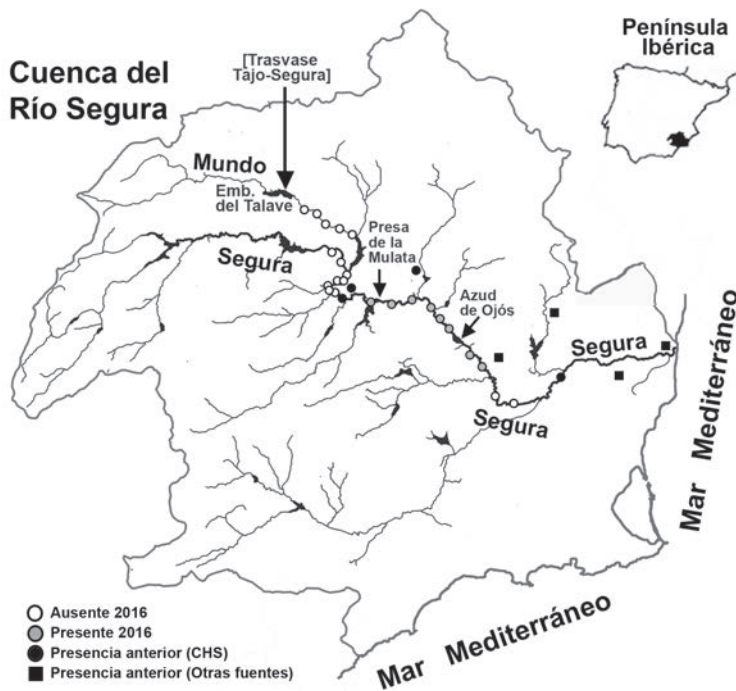 Cuenca del
Río Segura
[Trasvase
Tajo-Segura]
Península
Ibérica
Mundo
Emb.
del Talave
Segura
Presa
de la
Mulata
Azud
de Ojós
Segura
Segura
Mar Mediterráneo
Mar Mediterráneo
Ausente 2016
Presente 2016
Presencia anterior (CHS)
Presencia anterior (Otras fuentes)